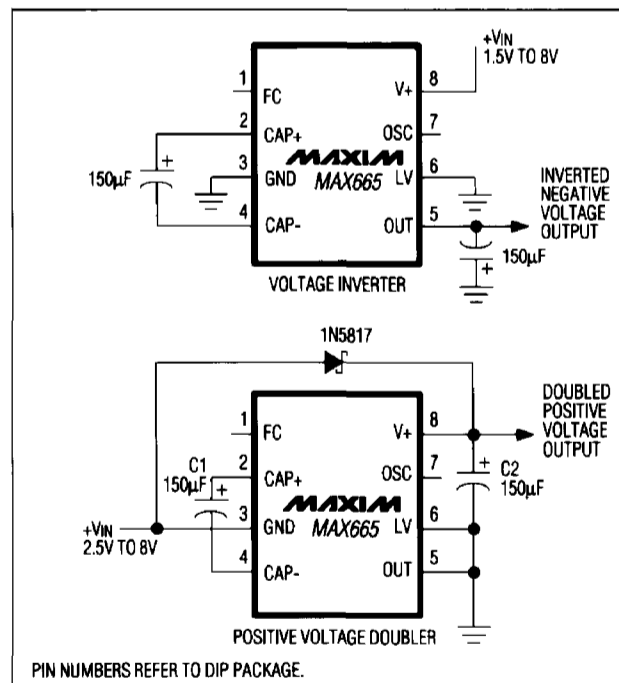 +VIN
1.5V TO 8V
1
FC
V+
8
2
CAP+
OSC
7
150µF
+
MAXIM
3
GND
MAX665
LV
6
4
CAP-
OUT
5
INVERTED
NEGATIVE
VOLTAGE
OUTPUT
150µF
+
VOLTAGE INVERTER
1N5817
1
FC
V+
8
DOUBLED
POSITIVE
VOLTAGE
OUTPUT
C1
150µF
+
2
CAP+
OSC
7
+
C2
150µF
MAXIM
+VIN
2.5V TO 8V
3
GND
MAX665
LV
6
4
CAP-
OUT
5
POSITIVE VOLTAGE DOUBLER
PIN NUMBERS REFER TO DIP PACKAGE.